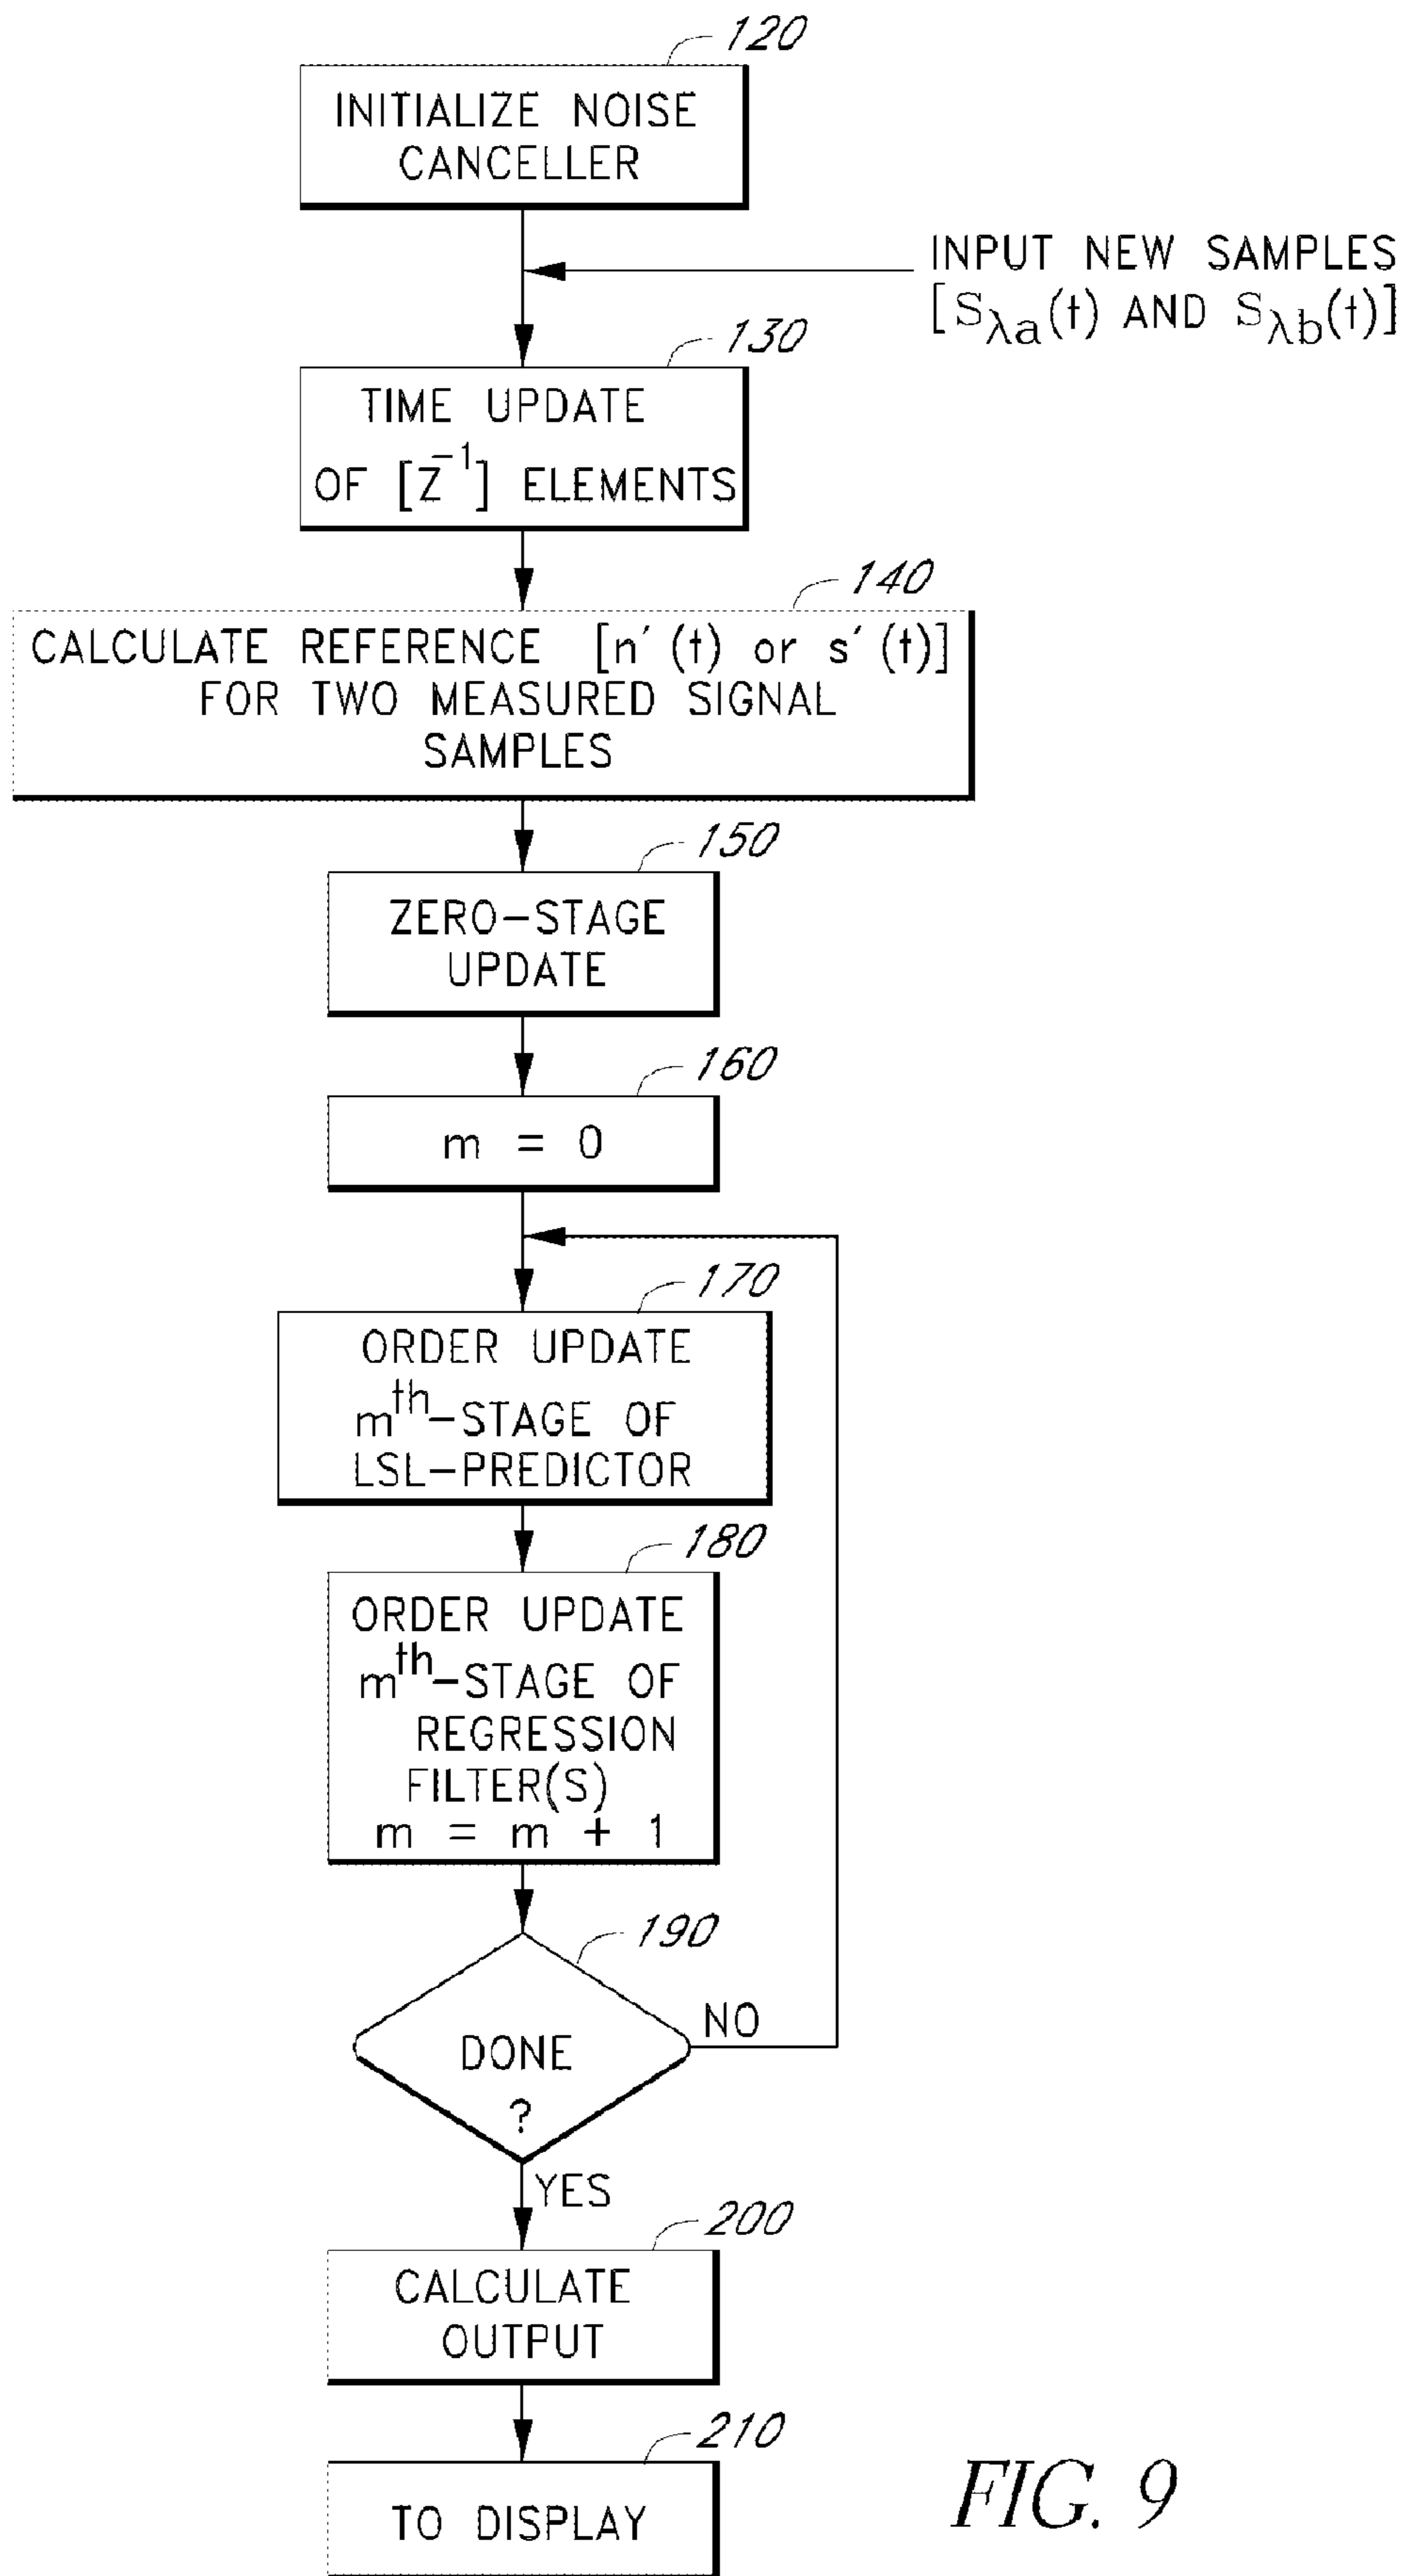 120
INITIALIZE NOISE
CANCELLER
INPUT NEW SAMPLES
[Sλa(t) AND Sλb(t)]
130
TIME UPDATE
OF [Z⁻¹] ELEMENTS
140
CALCULATE REFERENCE [n′(t) or s′(t)]
FOR TWO MEASURED SIGNAL
SAMPLES
150
ZERO-STAGE
UPDATE
160
m = 0
170
ORDER UPDATE
mᵗʰ-STAGE OF
LSL-PREDICTOR
180
ORDER UPDATE
mᵗʰ-STAGE OF
REGRESSION
FILTER(S)
m = m + 1
190
NO
DONE
?
YES
200
CALCULATE
OUTPUT
210
TO DISPLAY
FIG. 9